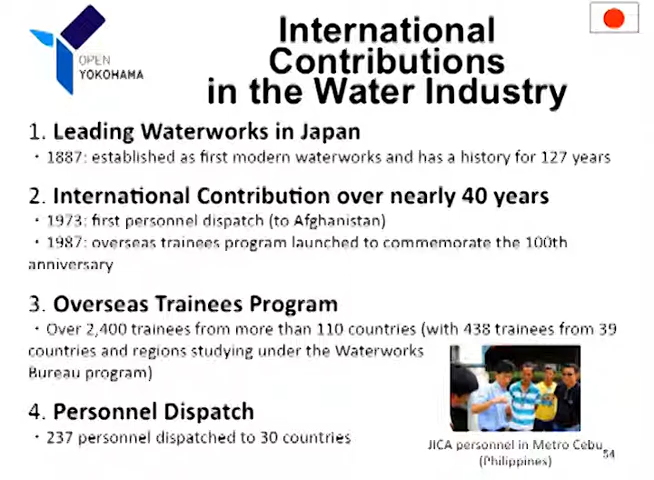 OPEN
YOKOHAMA
International
Contributions
in the Water Industry
1. Leading Waterworks in Japan
・1887: established as first modern waterworks and has a history for 127 years
2. International Contribution over nearly 40 years
・1973: first personnel dispatch (to Afghanistan)
・1987: overseas trainees program launched to commemorate the 100th
anniversary
3. Overseas Trainees Program
・Over 2,400 trainees from more than 110 countries (with 438 trainees from 39
countries and regions studying under the Waterworks
Bureau program)
4. Personnel Dispatch
・237 personnel dispatched to 30 countries
JICA personnel in Metro Cebu
(Philippines)
54